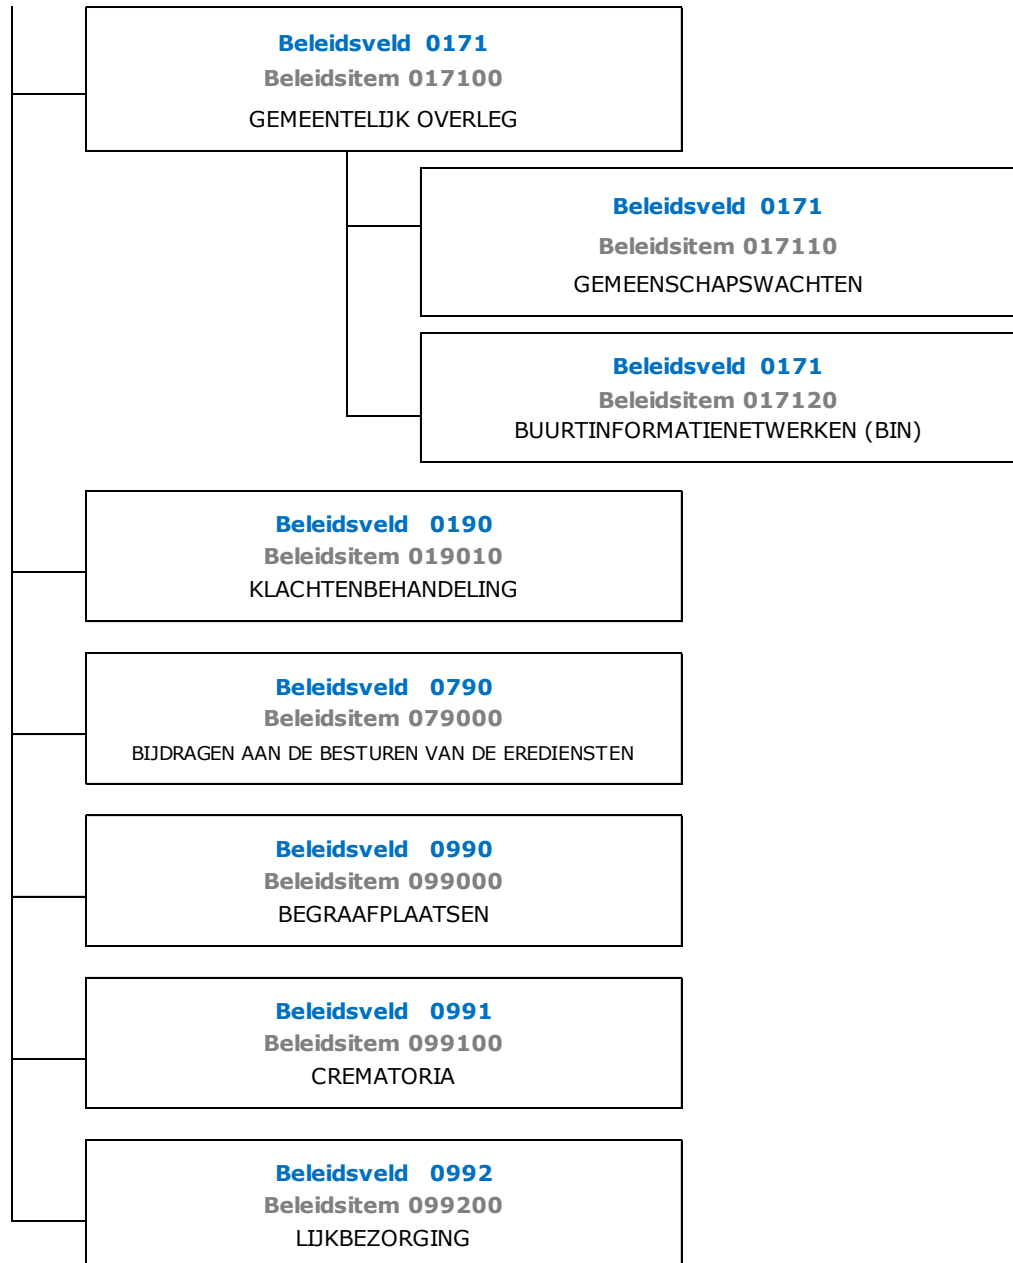 Beleidsveld 0171
Beleidsitem 017100
GEMEENTELIJK OVERLEG
Beleidsveld 0171
Beleidsitem 017110
GEMEENSCHAPSWACHTEN
Beleidsveld 0171
Beleidsitem 017120
BUURTINFORMATIENETWERKEN (BIN)
Beleidsveld 0190
Beleidsitem 019010
KLACHTENBEHANDELING
Beleidsveld 0790
Beleidsitem 079000
BIJDRAGEN AAN DE BESTUREN VAN DE EREDIENSTEN
Beleidsveld 0990
Beleidsitem 099000
BEGRAAFPLAATSEN
Beleidsveld 0991
Beleidsitem 099100
CREMATORIA
Beleidsveld 0992
Beleidsitem 099200
LIJKBEZORGING